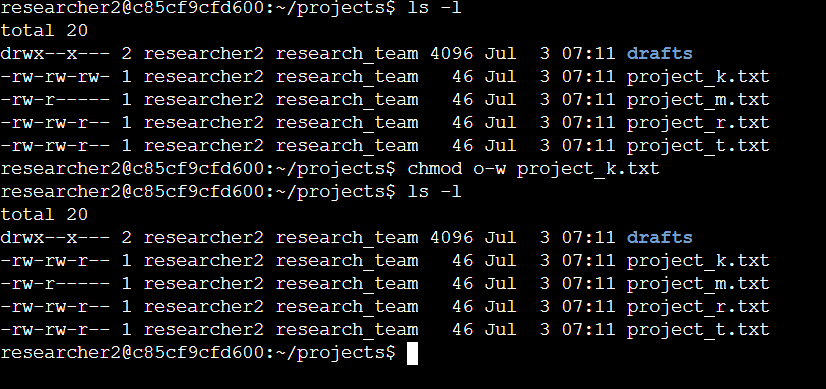 researcher2@c85cf9cfd600:~/projects$ ls -l
total 20
drwx--x--- 2 researcher2 research_team 4096 Jul  3 07:11 drafts
-rw-rw-rw- 1 researcher2 research_team   46 Jul  3 07:11 project_k.txt
-rw-r----- 1 researcher2 research_team   46 Jul  3 07:11 project_m.txt
-rw-rw-r-- 1 researcher2 research_team   46 Jul  3 07:11 project_r.txt
-rw-rw-r-- 1 researcher2 research_team   46 Jul  3 07:11 project_t.txt
researcher2@c85cf9cfd600:~/projects$ chmod o-w project_k.txt
researcher2@c85cf9cfd600:~/projects$ ls -l
total 20
drwx--x--- 2 researcher2 research_team 4096 Jul  3 07:11 drafts
-rw-rw-r-- 1 researcher2 research_team   46 Jul  3 07:11 project_k.txt
-rw-r----- 1 researcher2 research_team   46 Jul  3 07:11 project_m.txt
-rw-rw-r-- 1 researcher2 research_team   46 Jul  3 07:11 project_r.txt
-rw-rw-r-- 1 researcher2 research_team   46 Jul  3 07:11 project_t.txt
researcher2@c85cf9cfd600:~/projects$